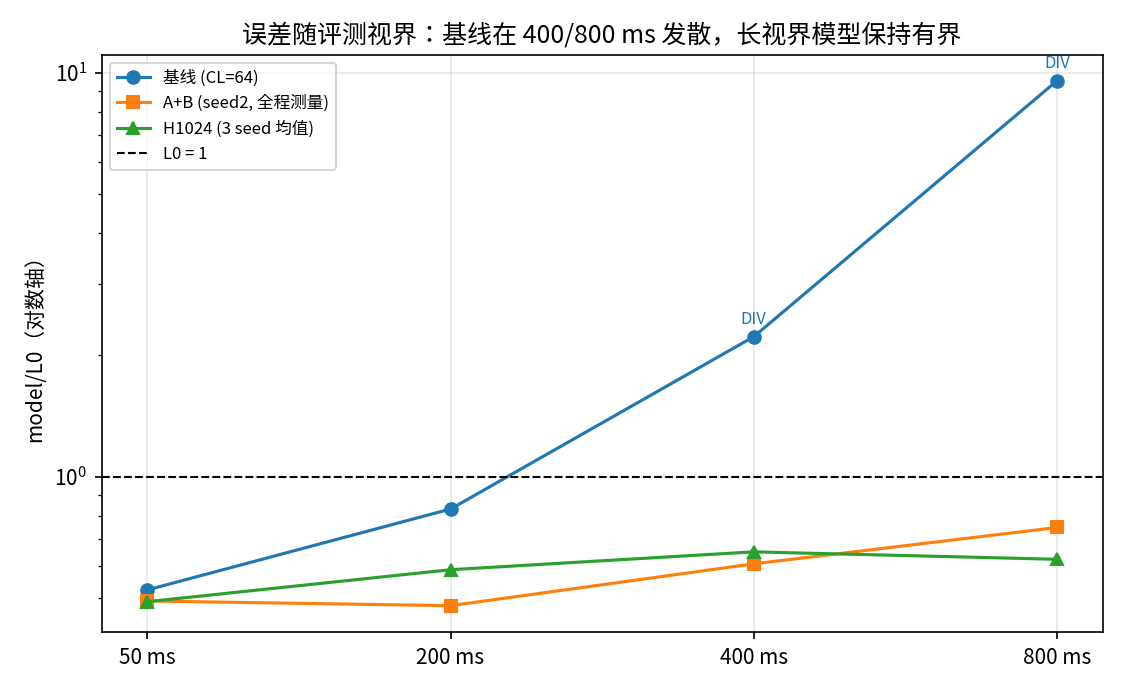 误差随评测视界：基线在 400/800 ms 发散，长视界模型保持有界
DIV
10¹
基线 (CL=64)
A+B (seed2, 全程测量)
H1024 (3 seed 均值)
L0 = 1
DIV
model/L0（对数轴）
10⁰
50 ms
200 ms
400 ms
800 ms